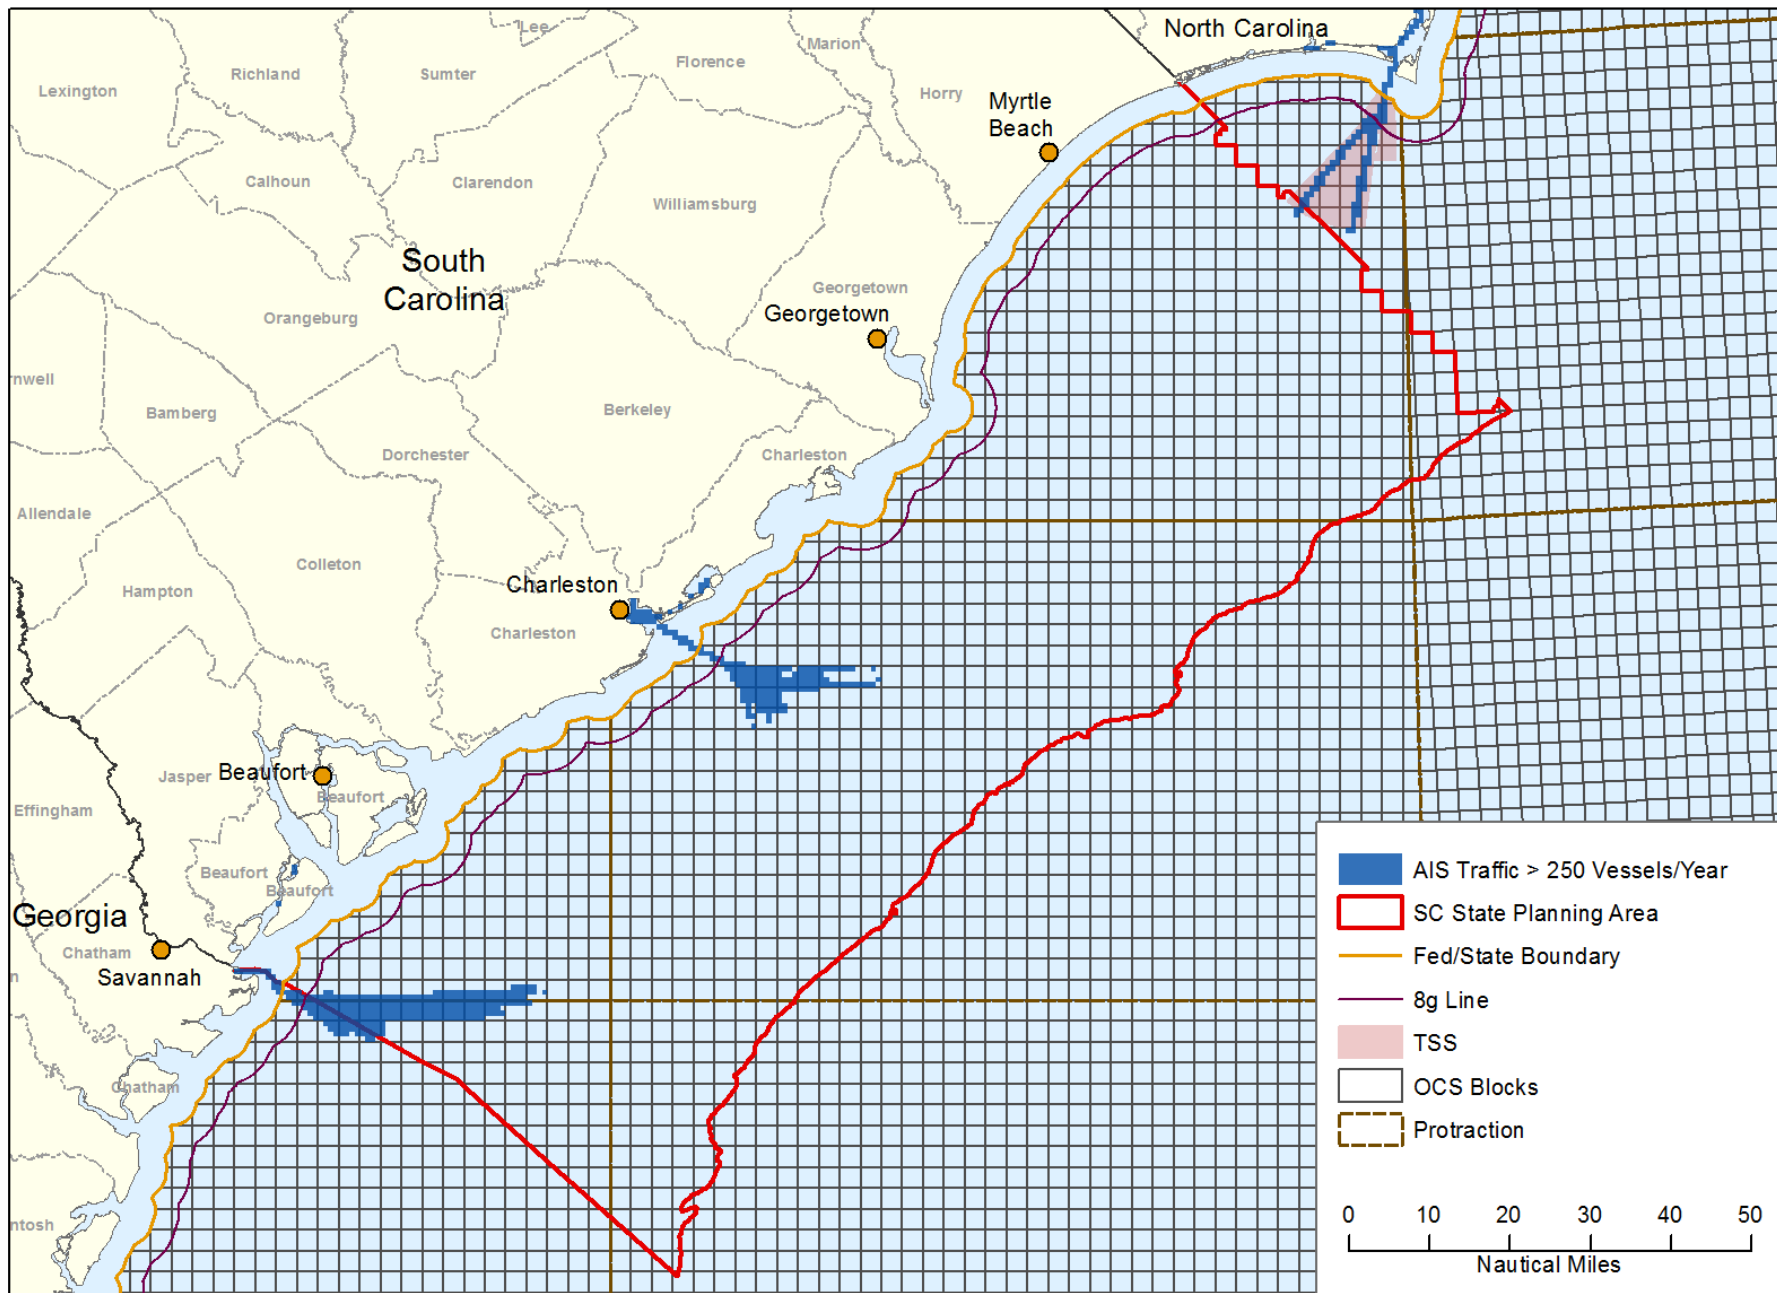 Lee
North Carolina
Marion
Richland
Sumter
Florence
Lexington
Horry
Myrtle
Beach
Calhoun
Clarendon
Williamsburg
South
Carolina
Georgetown
Georgetown
Orangeburg
rnwell
Bamberg
Berkeley
Dorchester
Charleston
Allendale
Colleton
Hampton
Charleston
Charleston
Jasper
Beaufort
Beaufort
Effingham
Beaufort
Beaufort
Georgia
Chatham
Savannah
Chatham
ntosh
AIS Traffic > 250 Vessels/Year
SC State Planning Area
Fed/State Boundary
8g Line
TSS
OCS Blocks
Protraction
0 10 20 30 40 50
Nautical Miles